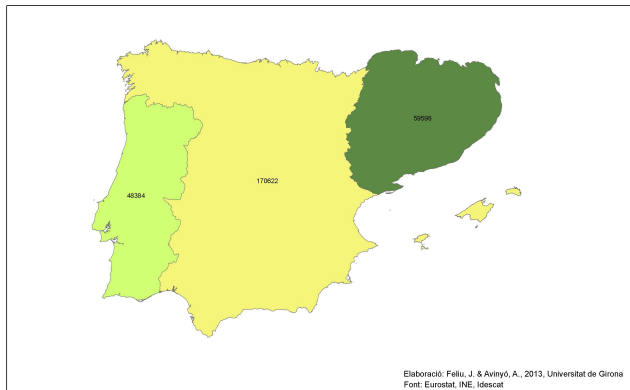 59598
170622
48384
Elaboració: Feliu, J. & Avinyó, A., 2013, Universitat de Girona
Font: Eurostat, INE, Idescat